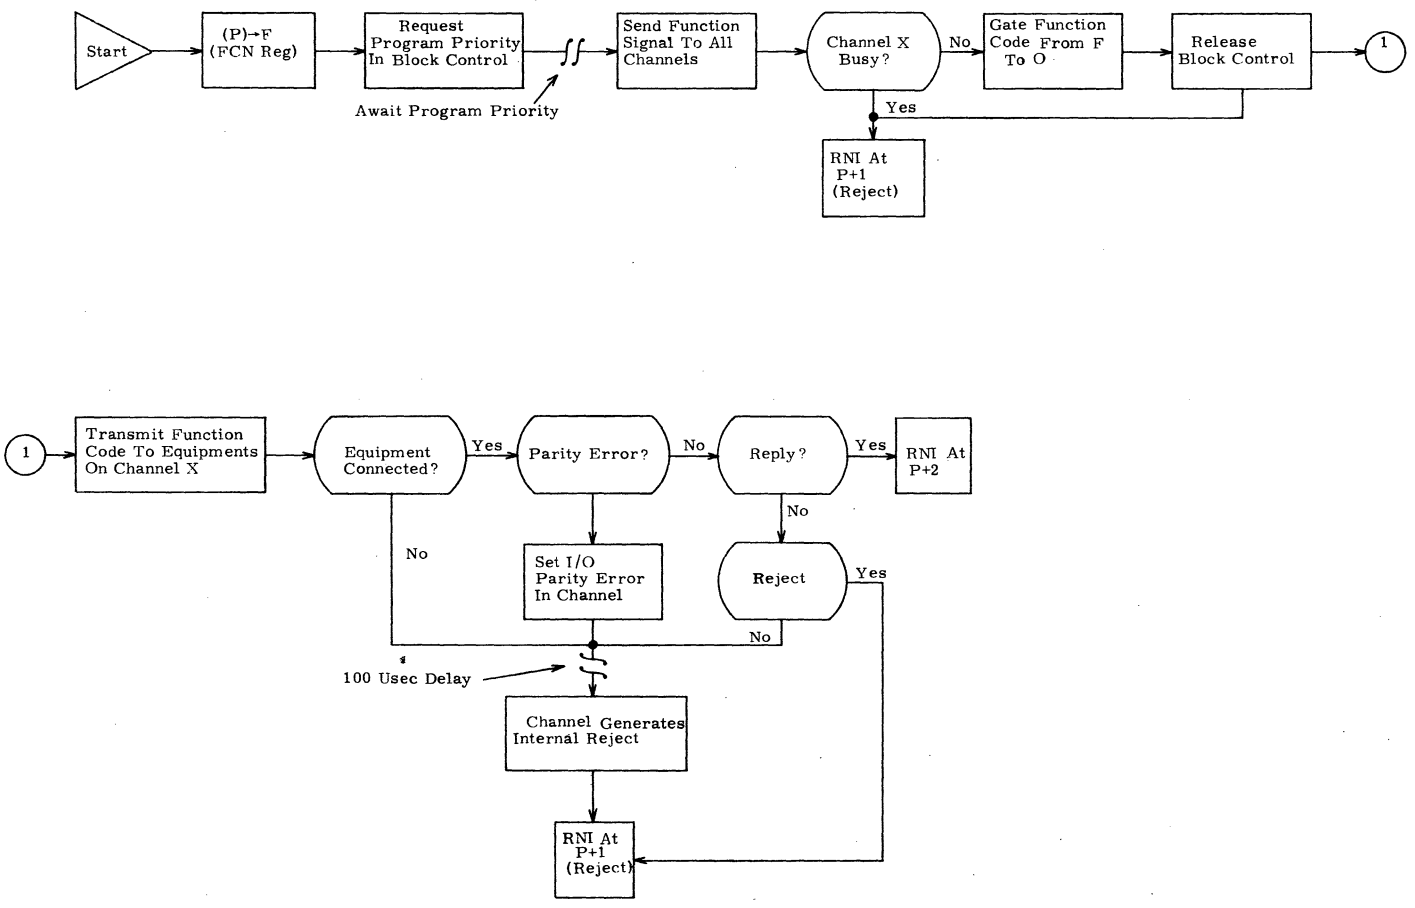 Start
(P)→F
(FCN Reg)
Request
Program Priority
In Block Control
Await Program Priority
Send Function
Signal To All
Channels
Channel X
Busy?
No
Yes
Gate Function
Code From F
To O
Release
Block Control
1
RNI At
P+1
(Reject)
1
Transmit Function
Code To Equipments
On Channel X
Equipment
Connected?
Yes
No
Parity Error?
No
Reply?
Yes
No
RNI At
P+2
Set I/O
Parity Error
In Channel
Reject
Yes
No
100 Usec Delay
Channel Generates
Internal Reject
RNI At
P+1
(Reject)